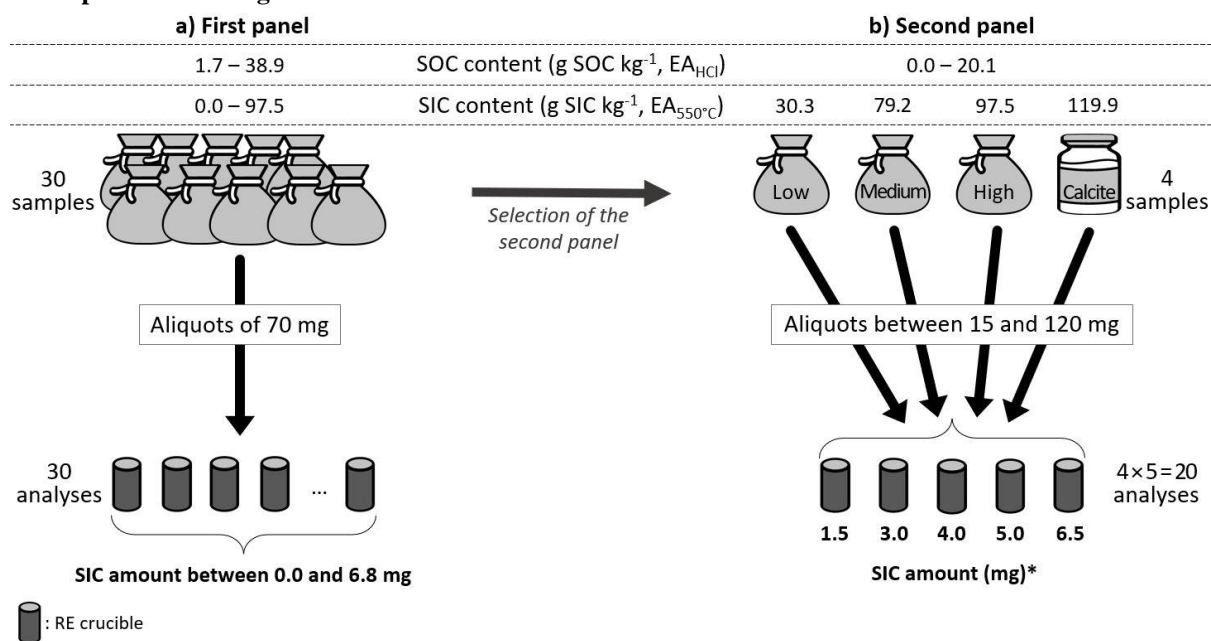 a) First panel
b) Second panel
1.7 – 38.9 SOC content (g SOC kg⁻¹, EA_HCl) 0.0 – 20.1
0.0 – 97.5 SIC content (g SIC kg⁻¹, EA_550°C) 30.3 79.2 97.5 119.9
30
samples
Selection of the
second panel
Low Medium High Calcite
4
samples
Aliquots of 70 mg
Aliquots between 15 and 120 mg
30
analyses
...
SIC amount between 0.0 and 6.8 mg
4×5=20
analyses
1.5 3.0 4.0 5.0 6.5
SIC amount (mg)*
: RE crucible